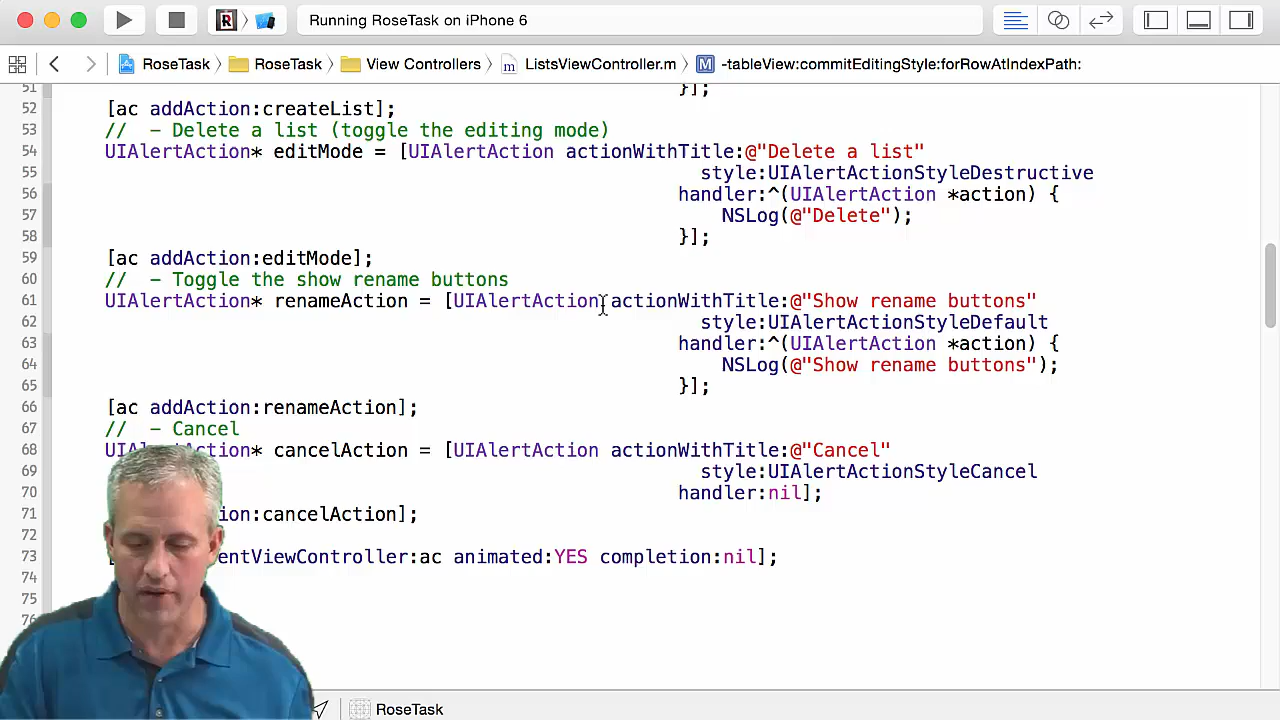 Running RoseTask on iPhone 6
RoseTask RoseTask View Controllers m ListsViewController.m M -tableView:commitEditingStyle:forRowAtIndexPath:
51 }];
52 [ac addAction:createList];
53 // - Delete a list (toggle the editing mode)
54 UIAlertAction* editMode = [UIAlertAction actionWithTitle:@"Delete a list"
55 style:UIAlertActionStyleDestructive
56 handler:^(UIAlertAction *action) {
57 NSLog(@"Delete");
58 }];
59 [ac addAction:editMode];
60 // - Toggle the show rename buttons
61 UIAlertAction* renameAction = [UIAlertAction actionWithTitle:@"Show rename buttons"
62 style:UIAlertActionStyleDefault
63 handler:^(UIAlertAction *action) {
64 NSLog(@"Show rename buttons");
65 }];
66 [ac addAction:renameAction];
67 // - Cancel
68 UIAlertAction* cancelAction = [UIAlertAction actionWithTitle:@"Cancel"
69 style:UIAlertActionStyleCancel
70 handler:nil];
71 :cancelAction];
72
73 ViewController:ac animated:YES completion:nil];
74
75
76
RoseTask